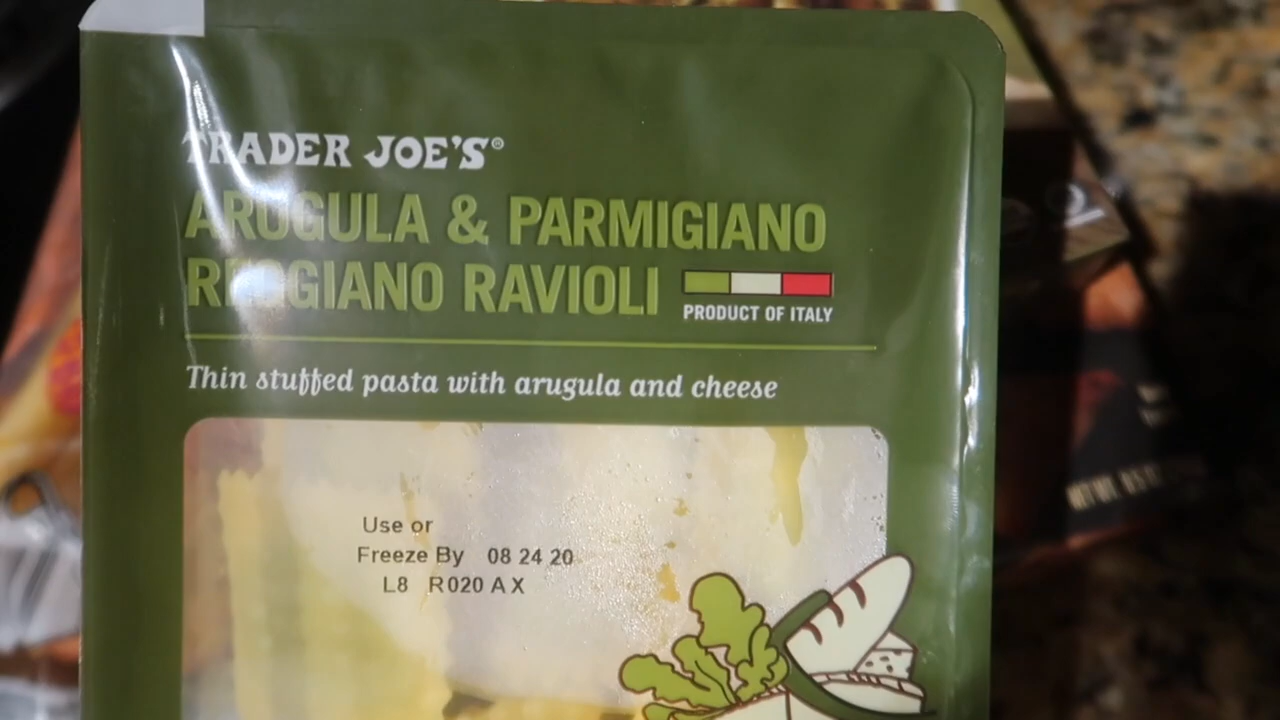 TRADER JOE'S®
ARUGULA & PARMIGIANO
REGGIANO RAVIOLI
PRODUCT OF ITALY
Thin stuffed pasta with arugula and cheese
Use or
Freeze By 08 24 20
L8 R020 A X